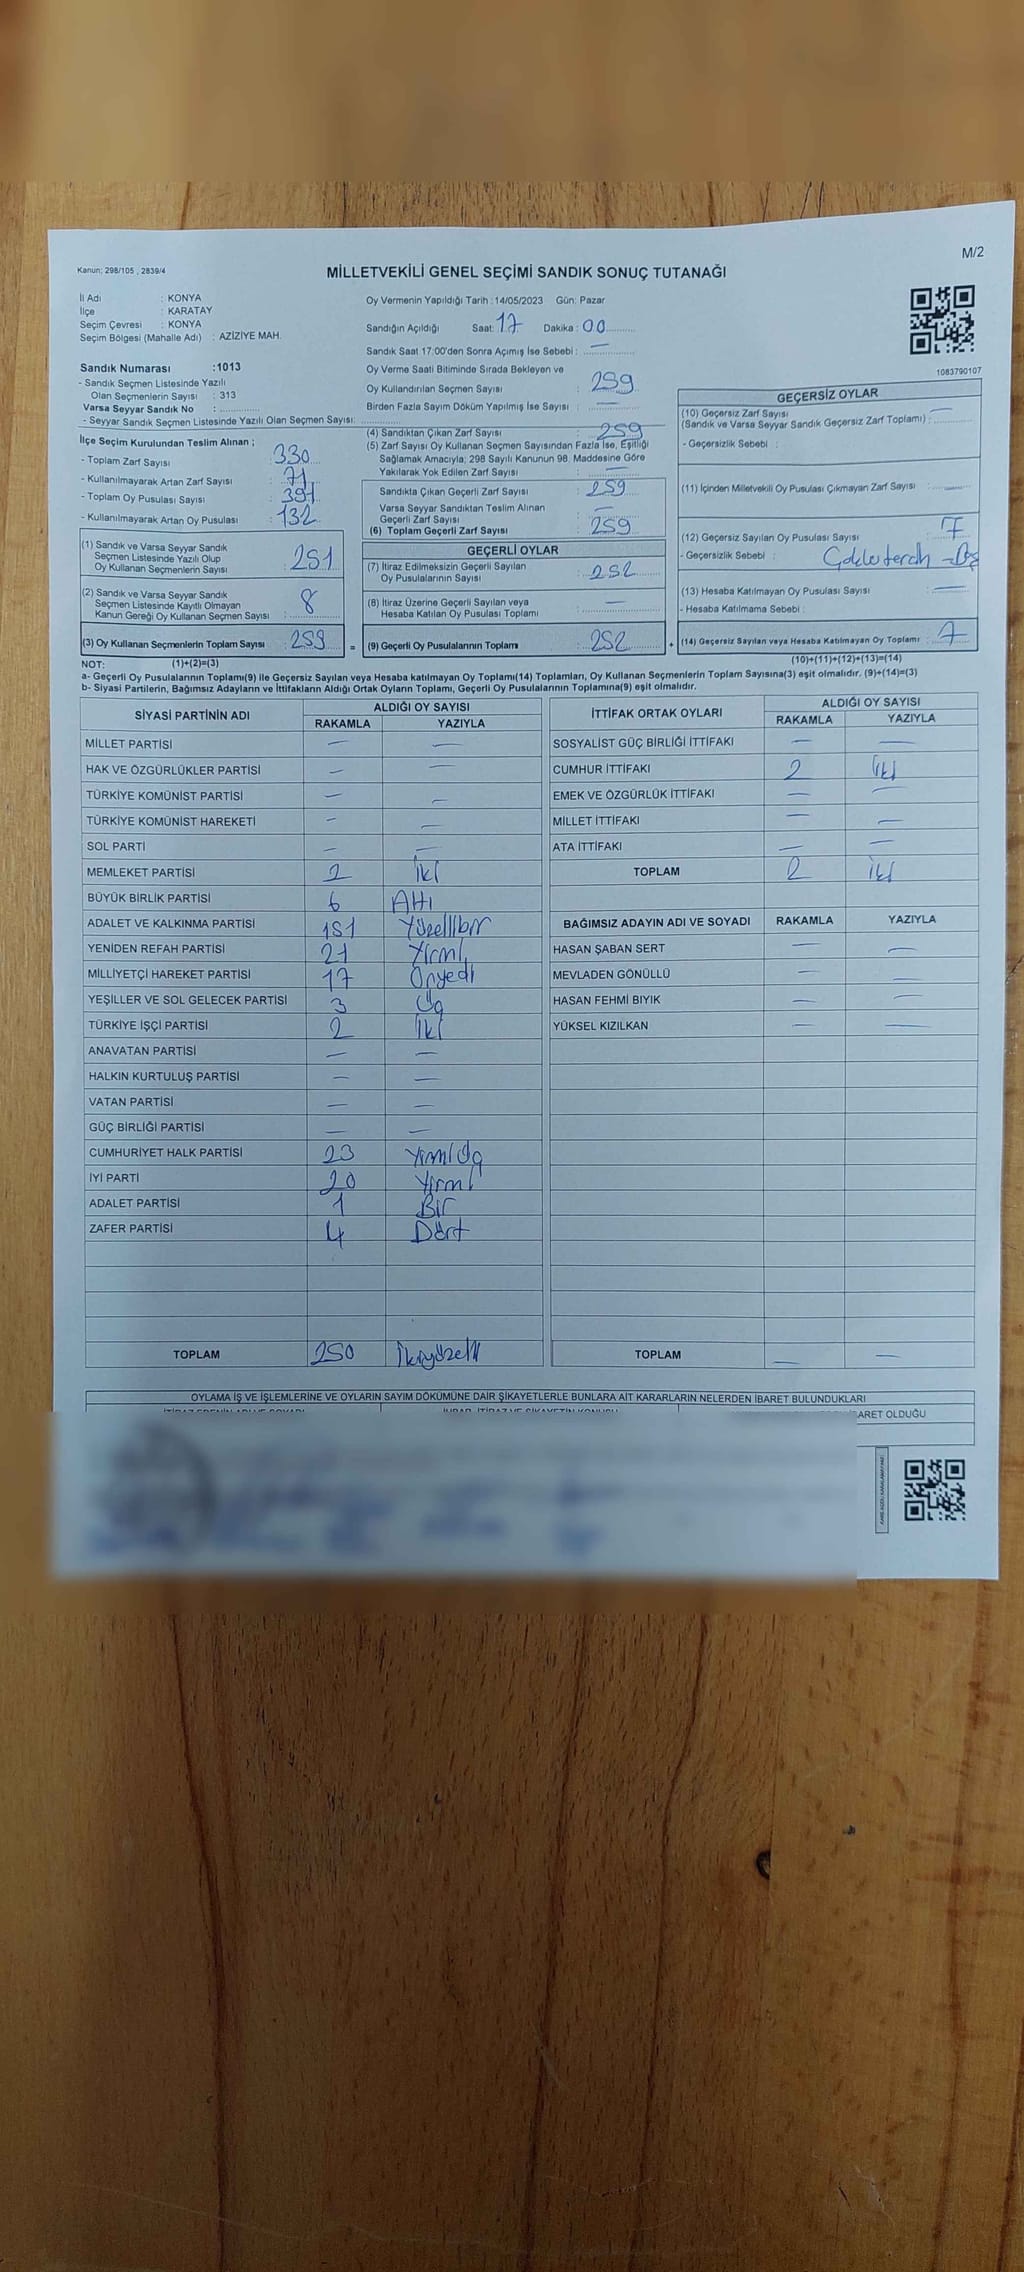 M/2
Kanun; 298/105 , 2839/4
MİLLETVEKİLİ GENEL SEÇİMİ SANDIK SONUÇ TUTANAĞI
İl Adı : KONYA
İlçe : KARATAY
Seçim Çevresi : KONYA
Seçim Bölgesi (Mahalle Adı) : AZİZİYE MAH.
Oy Vermenin Yapıldığı Tarih : 14/05/2023 Gün: Pazar
Sandığın Açıldığı Saat: 17 Dakika : 00
Sandık Saat 17:00'den Sonra Açımış İse Sebebi : —
Oy Verme Saati Bitiminde Sırada Bekleyen ve
Oy Kullandırılan Seçmen Sayısı : 259
Birden Fazla Sayım Döküm Yapılmış İse Sayısı : —
1083790107
Sandık Numarası :1013
- Sandık Seçmen Listesinde Yazılı
Olan Seçmenlerin Sayısı : 313
Varsa Seyyar Sandık No :
- Seyyar Sandık Seçmen Listesinde Yazılı Olan Seçmen Sayısı:
İlçe Seçim Kurulundan Teslim Alınan ;
- Toplam Zarf Sayısı : 330
- Kullanılmayarak Artan Zarf Sayısı : 71
- Toplam Oy Pusulası Sayısı : 391
- Kullanılmayarak Artan Oy Pusulası : 132
(1) Sandık ve Varsa Seyyar Sandık
Seçmen Listesinde Yazılı Olup
Oy Kullanan Seçmenlerin Sayısı : 251
(2) Sandık ve Varsa Seyyar Sandık
Seçmen Listesinde Kayıtlı Olmayan
Kanun Gereği Oy Kullanan Seçmen Sayısı : 8
(3) Oy Kullanan Seçmenlerin Toplam Sayısı : 259 =
(4) Sandıktan Çıkan Zarf Sayısı : 259
(5) Zarf Sayısı Oy Kullanan Seçmen Sayısından Fazla İse, Eşitliği
Sağlamak Amacıyla; 298 Sayılı Kanunun 98. Maddesine Göre
Yakılarak Yok Edilen Zarf Sayısı : —
Sandıkta Çıkan Geçerli Zarf Sayısı : 259
Varsa Seyyar Sandıktan Teslim Alınan
Geçerli Zarf Sayısı : —
(6) Toplam Geçerli Zarf Sayısı : 259
GEÇERLİ OYLAR
(7) İtiraz Edilmeksizin Geçerli Sayılan
Oy Pusulalarının Sayısı : 252
(8) İtiraz Üzerine Geçerli Sayılan veya
Hesaba Katılan Oy Pusulası Toplamı : —
(9) Geçerli Oy Pusulalarının Toplamı : 252 +
GEÇERSİZ OYLAR
(10) Geçersiz Zarf Sayısı
(Sandık ve Varsa Seyyar Sandık Geçersiz Zarf Toplamı) : —
- Geçersizlik Sebebi :
(11) İçinden Milletvekili Oy Pusulası Çıkmayan Zarf Sayısı : —
(12) Geçersiz Sayılan Oy Pusulası Sayısı : 7
- Geçersizlik Sebebi :
(13) Hesaba Katılmayan Oy Pusulası Sayısı : —
- Hesaba Katılmama Sebebi :
(14) Geçersiz Sayılan veya Hesaba Katılmayan Oy Toplamı : 7
NOT: (1)+(2)=(3)
(10)+(11)+(12)+(13)=(14)
a- Geçerli Oy Pusulalarının Toplamı(9) ile Geçersiz Sayılan veya Hesaba katılmayan Oy Toplamı(14) Toplamları, Oy Kullanan Seçmenlerin Toplam Sayısına(3) eşit olmalıdır. (9)+(14)=(3)
b- Siyasi Partilerin, Bağımsız Adayların ve İttifakların Aldığı Ortak Oyların Toplamı, Geçerli Oy Pusulalarının Toplamına(9) eşit olmalıdır.
SİYASİ PARTİNİN ADI ALDIĞI OY SAYISI
RAKAMLA YAZIYLA
MİLLET PARTİSİ — —
HAK VE ÖZGÜRLÜKLER PARTİSİ — —
TÜRKİYE KOMÜNİST PARTİSİ — —
TÜRKİYE KOMÜNİST HAREKETİ — —
SOL PARTİ — —
MEMLEKET PARTİSİ 2 İki
BÜYÜK BİRLİK PARTİSİ 6 Altı
ADALET VE KALKINMA PARTİSİ 151 Yüzellibir
YENİDEN REFAH PARTİSİ 21 Yirmi
MİLLİYETÇİ HAREKET PARTİSİ 17 Onyedi
YEŞİLLER VE SOL GELECEK PARTİSİ 3 Üç
TÜRKİYE İŞÇİ PARTİSİ 2 İki
ANAVATAN PARTİSİ — —
HALKIN KURTULUŞ PARTİSİ — —
VATAN PARTİSİ — —
GÜÇ BİRLİĞİ PARTİSİ — —
CUMHURİYET HALK PARTİSİ 23 Yirmi Üç
İYİ PARTİ 20 Yirmi
ADALET PARTİSİ 1 Bir
ZAFER PARTİSİ 4 Dört
TOPLAM 250 İkiyüzelli
İTTİFAK ORTAK OYLARI ALDIĞI OY SAYISI
RAKAMLA YAZIYLA
SOSYALİST GÜÇ BİRLİĞİ İTTİFAKI — —
CUMHUR İTTİFAKI 2 İki
EMEK VE ÖZGÜRLÜK İTTİFAKI — —
MİLLET İTTİFAKI — —
ATA İTTİFAKI — —
TOPLAM 2 İki
BAĞIMSIZ ADAYIN ADI VE SOYADI RAKAMLA YAZIYLA
HASAN ŞABAN SERT — —
MEVLADEN GÖNÜLLÜ — —
HASAN FEHMİ BIYIK — —
YÜKSEL KIZILKAN — —
TOPLAM — —
OYLAMA İŞ VE İŞLEMLERİNE VE OYLARIN SAYIM DÖKÜMÜNE DAİR ŞİKAYETLERLE BUNLARA AİT KARARLARIN NELERDEN İBARET BULUNDUKLARI
İBARET OLDUĞU